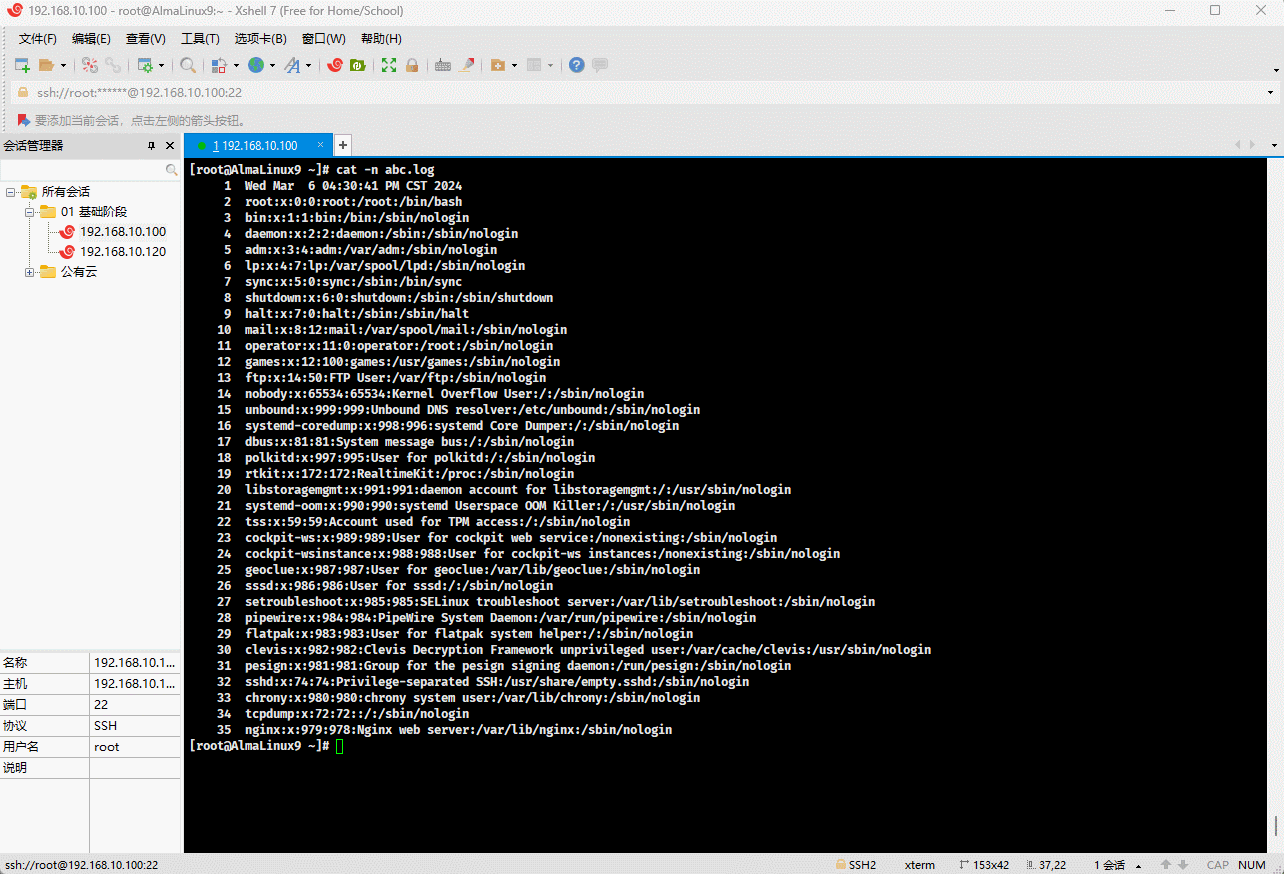 192.168.10.100 - root@AlmaLinux9:~ - Xshell 7 (Free for Home/School)
文件(F) 编辑(E) 查看(V) 工具(T) 选项卡(B) 窗口(W) 帮助(H)
ssh://root:******@192.168.10.100:22
要添加当前会话，点击左侧的箭头按钮。
会话管理器
所有会话
01 基础阶段
192.168.10.100
192.168.10.120
公有云
名称 192.168.10.1...
主机 192.168.10.1...
端口 22
协议 SSH
用户名 root
说明
1 192.168.10.100 × +
[root@AlmaLinux9 ~]# cat -n abc.log
1 Wed Mar  6 04:30:41 PM CST 2024
2 root:x:0:0:root:/root:/bin/bash
3 bin:x:1:1:bin:/bin:/sbin/nologin
4 daemon:x:2:2:daemon:/sbin:/sbin/nologin
5 adm:x:3:4:adm:/var/adm:/sbin/nologin
6 lp:x:4:7:lp:/var/spool/lpd:/sbin/nologin
7 sync:x:5:0:sync:/sbin:/bin/sync
8 shutdown:x:6:0:shutdown:/sbin:/sbin/shutdown
9 halt:x:7:0:halt:/sbin:/sbin/halt
10 mail:x:8:12:mail:/var/spool/mail:/sbin/nologin
11 operator:x:11:0:operator:/root:/sbin/nologin
12 games:x:12:100:games:/usr/games:/sbin/nologin
13 ftp:x:14:50:FTP User:/var/ftp:/sbin/nologin
14 nobody:x:65534:65534:Kernel Overflow User:/:/sbin/nologin
15 unbound:x:999:999:Unbound DNS resolver:/etc/unbound:/sbin/nologin
16 systemd-coredump:x:998:996:systemd Core Dumper:/:/sbin/nologin
17 dbus:x:81:81:System message bus:/:/sbin/nologin
18 polkitd:x:997:995:User for polkitd:/:/sbin/nologin
19 rtkit:x:172:172:RealtimeKit:/proc:/sbin/nologin
20 libstoragemgmt:x:991:991:daemon account for libstoragemgmt:/:/usr/sbin/nologin
21 systemd-oom:x:990:990:systemd Userspace OOM Killer:/:/usr/sbin/nologin
22 tss:x:59:59:Account used for TPM access:/:/sbin/nologin
23 cockpit-ws:x:989:989:User for cockpit web service:/nonexisting:/sbin/nologin
24 cockpit-wsinstance:x:988:988:User for cockpit-ws instances:/nonexisting:/sbin/nologin
25 geoclue:x:987:987:User for geoclue:/var/lib/geoclue:/sbin/nologin
26 sssd:x:986:986:User for sssd:/:/sbin/nologin
27 setroubleshoot:x:985:985:SELinux troubleshoot server:/var/lib/setroubleshoot:/sbin/nologin
28 pipewire:x:984:984:PipeWire System Daemon:/var/run/pipewire:/sbin/nologin
29 flatpak:x:983:983:User for flatpak system helper:/:/sbin/nologin
30 clevis:x:982:982:Clevis Decryption Framework unprivileged user:/var/cache/clevis:/usr/sbin/nologin
31 pesign:x:981:981:Group for the pesign signing daemon:/run/pesign:/sbin/nologin
32 sshd:x:74:74:Privilege-separated SSH:/usr/share/empty.sshd:/sbin/nologin
33 chrony:x:980:980:chrony system user:/var/lib/chrony:/sbin/nologin
34 tcpdump:x:72:72::/:/sbin/nologin
35 nginx:x:979:978:Nginx web server:/var/lib/nginx:/sbin/nologin
[root@AlmaLinux9 ~]#
ssh://root@192.168.10.100:22 SSH2 xterm 153x42 37,22 1 会话 CAP NUM